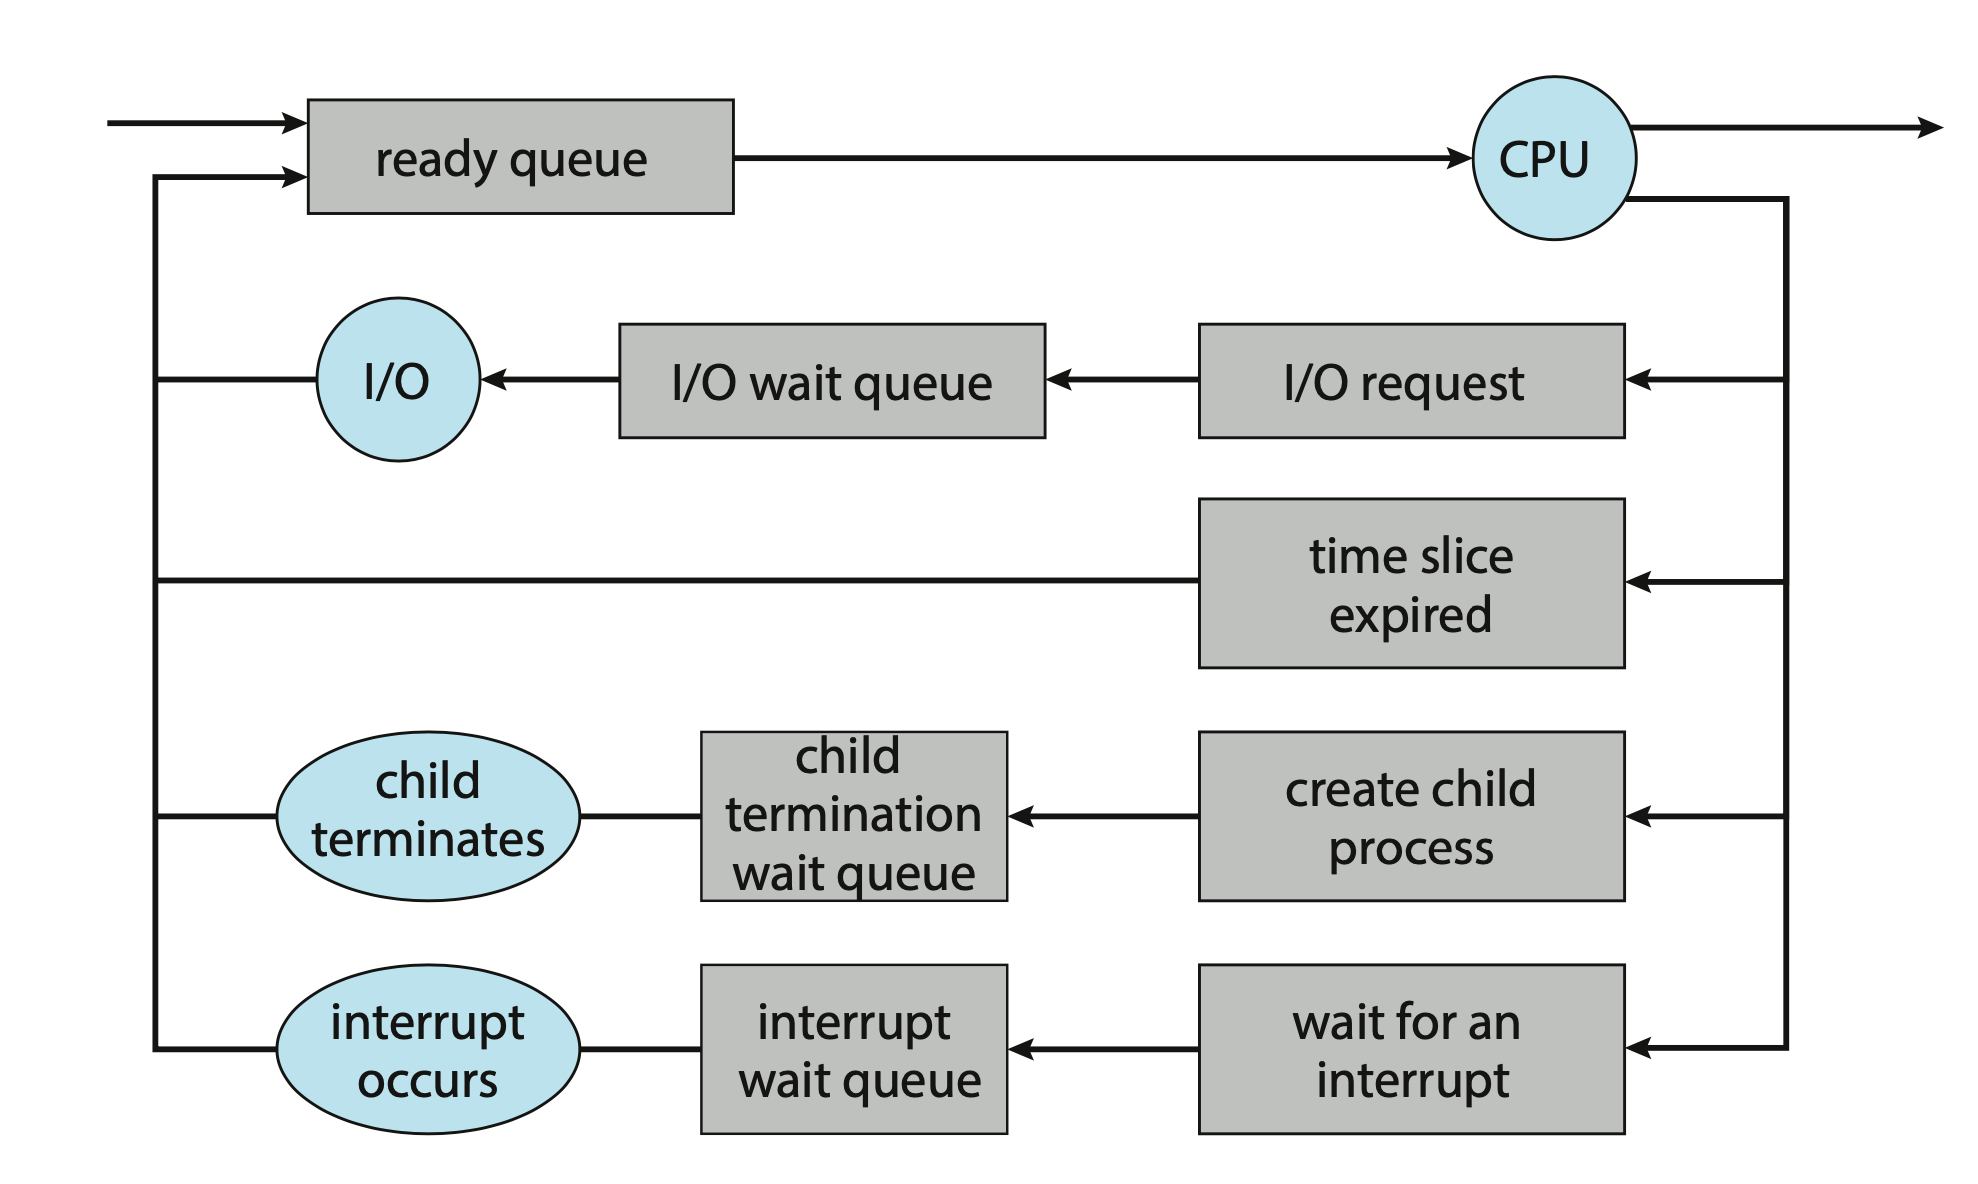 ready queue
CPU
I/O
I/O wait queue
I/O request
time slice
expired
child
terminates
child
termination
wait queue
create child
process
interrupt
occurs
interrupt
wait queue
wait for an
interrupt